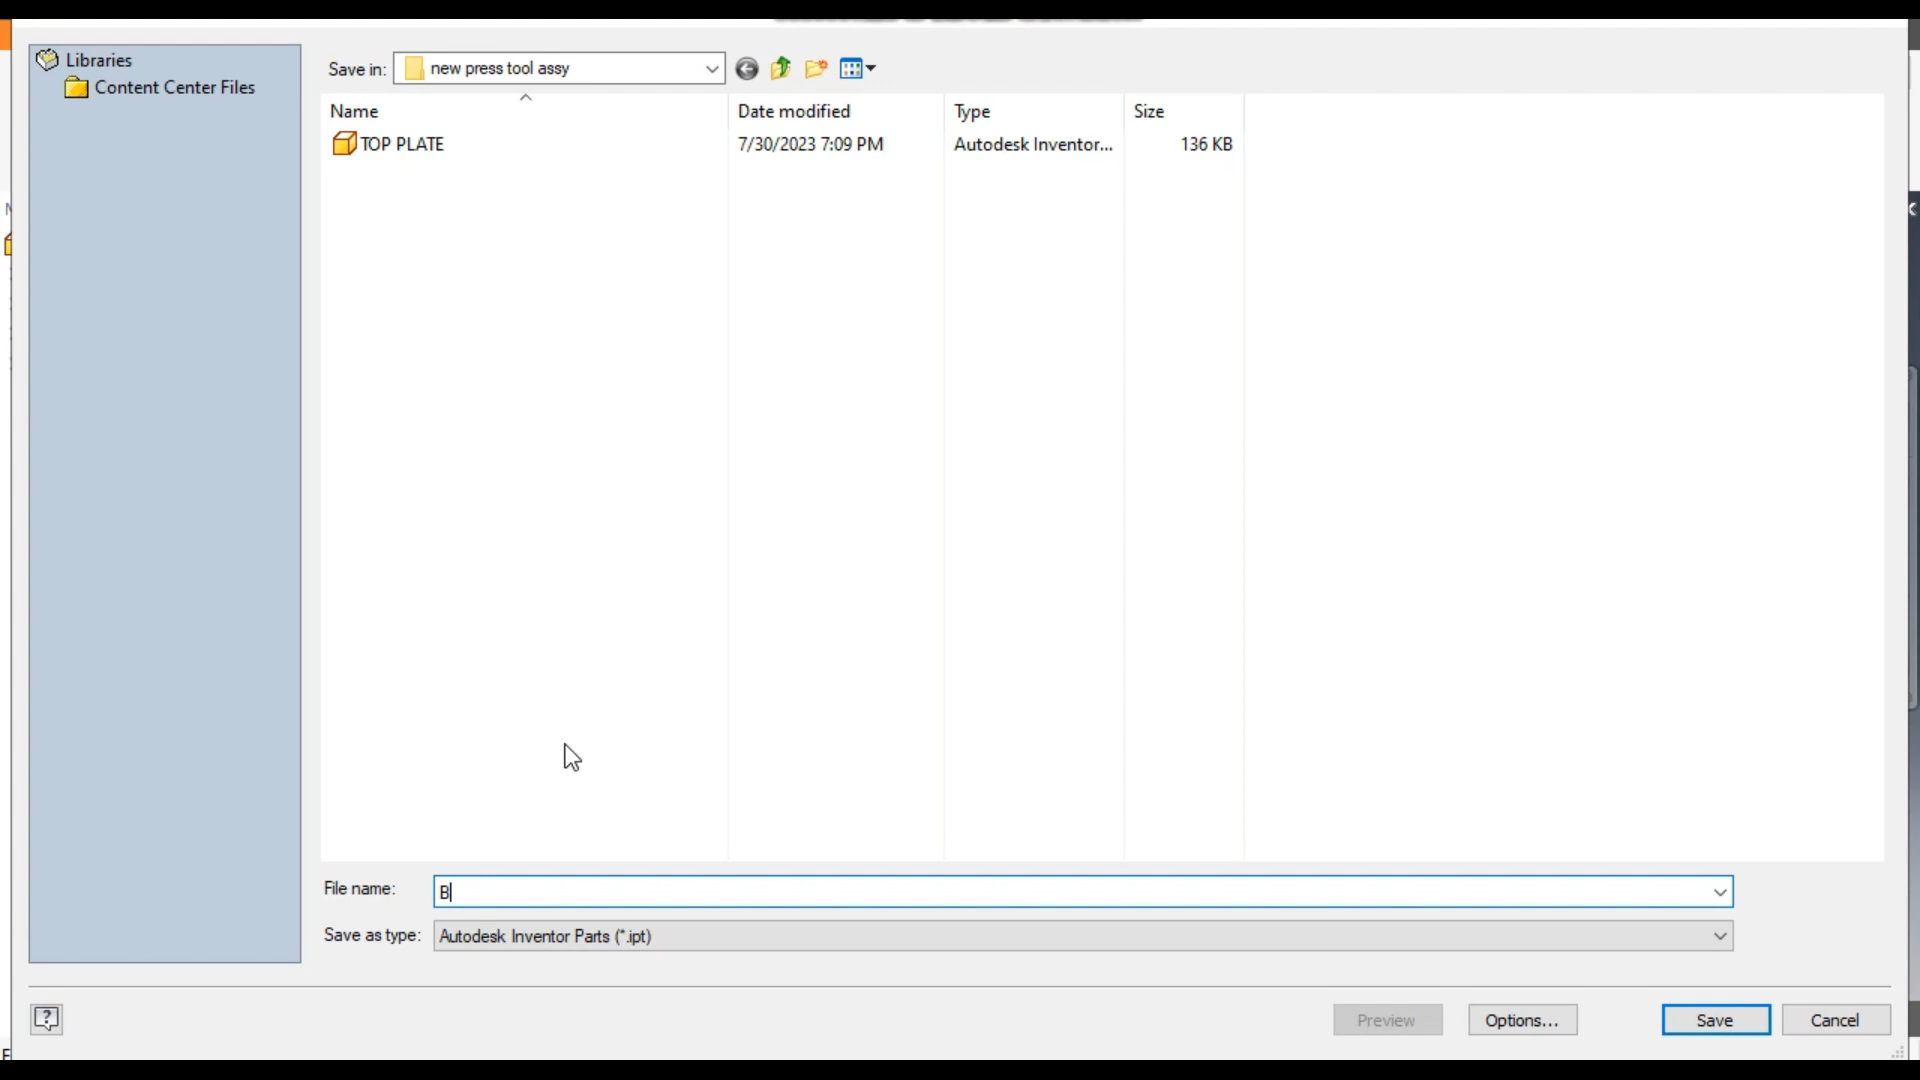 Libraries
Content Center Files
Save in: new press tool assy
Name Date modified Type Size
TOP PLATE 7/30/2023 7:09 PM Autodesk Inventor... 136 KB
File name: B
Save as type: Autodesk Inventor Parts (*.ipt)
Preview Options... Save Cancel